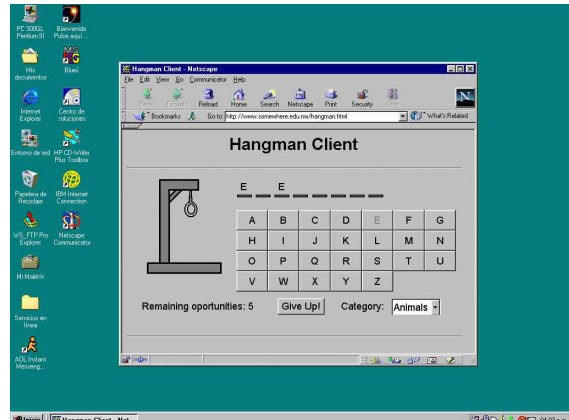 PC 300GL
Pentium III
Bienvenido
Pulse aquí ...
Mis
documentos
BlueJ
Internet
Explorer
Centro de
soluciones
Entorno de red
HP CD-Writer
Plus Toolbox
Papelera de
Reciclaje
IBM Internet
Connection
WS_FTP Pro
Explorer
Netscape
Communicator
Mi Maletín
Servicios en
línea
AOL Instant
Messeng...
Hangman Client - Netscape
File Edit View Go Communicator Help
Back Forward Reload Home Search Netscape Print Security Stop
Bookmarks Go to: http://www.somewhere.edu.mx/hangman.html What's Related
Hangman Client
E E
A B C D E F G
H I J K L M N
O P Q R S T U
V W X Y Z
Remaining oportunities: 5 Give Up! Category: Animals
Inicio Hangman Client - Net...